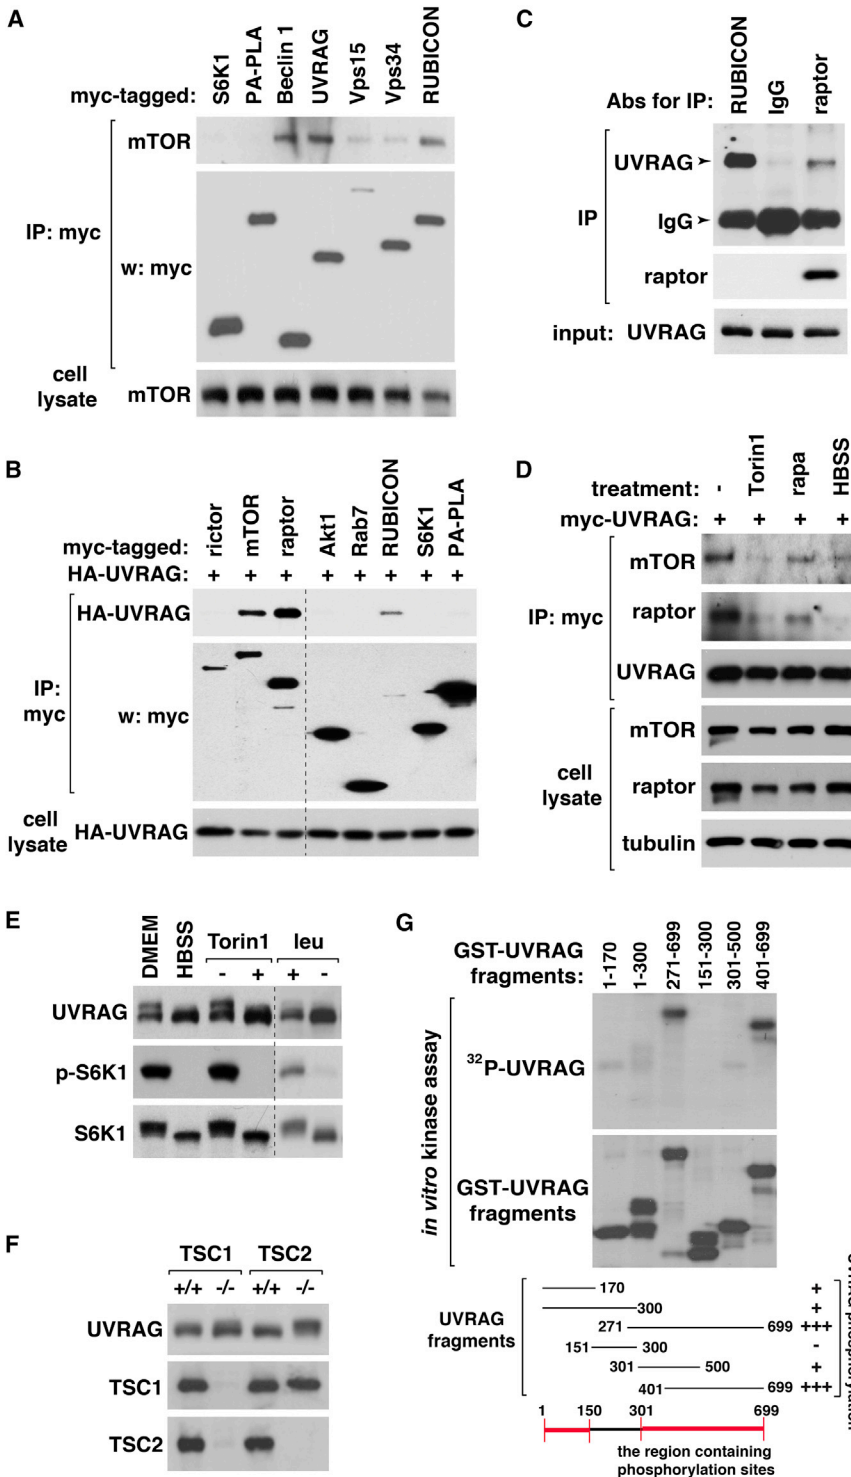 A
myc-tagged:
S6K1
PA-PLA
Beclin 1
UVRAG
Vps15
Vps34
RUBICON
mTOR
IP: myc
w: myc
cell
lysate
mTOR
B
myc-tagged:
rictor
mTOR
raptor
Akt1
Rab7
RUBICON
S6K1
PA-PLA
HA-UVRAG: + + + + + + + +
HA-UVRAG
IP:
myc
w: myc
cell
lysate
HA-UVRAG
C
Abs for IP:
RUBICON
IgG
raptor
UVRAG
IP
IgG
raptor
input: UVRAG
D
treatment:
-
Torin1
rapa
HBSS
myc-UVRAG: + + + +
mTOR
IP: myc
raptor
UVRAG
mTOR
cell
lysate
raptor
tubulin
E
DMEM
HBSS
Torin1
leu
- + + -
UVRAG
p-S6K1
S6K1
F
TSC1 TSC2
+/+ -/- +/+ -/-
UVRAG
TSC1
TSC2
G
GST-UVRAG
fragments:
1-170
1-300
271-699
151-300
301-500
401-699
in vitro kinase assay
32P-UVRAG
GST-UVRAG
fragments
UVRAG
fragments
170 +
300 +
271 699 +++
151 300 -
301 500 +
401 699 +++
1 150 301 699
the region containing
phosphorylation sites